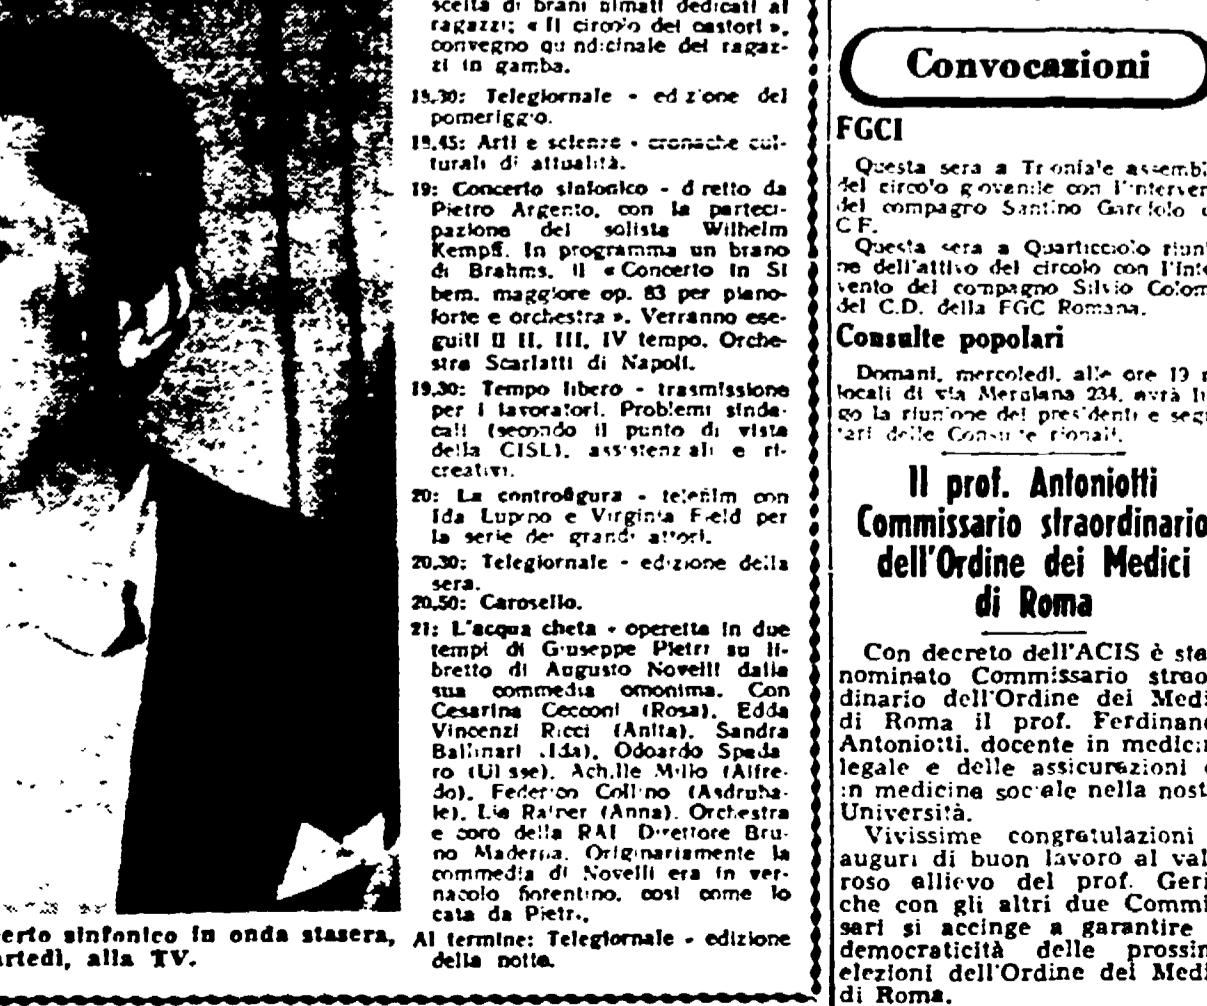 scelta di brani nimati dedicati ai
ragazzi; « Il circolo dei castori »,
convegno qu ndicinale dei ragaz-
zi in gamba.
18,30: Telegiornale - ed z one del
pomeriggio.
18,45: Arti e scienze - cronache cul-
turali di attualità.
19: Concerto sinfonico - d retto da
Pietro Argento, con la parteci-
pazione del solista Wilhelm
Kempff. In programma un brano
di Brahms, il « Concerto in Si
bem. maggiore op. 83 per piano-
forte e orchestra ». Verranno ese-
guiti il II, III, IV tempo. Orche-
stra Scarlatti di Napoli.
19,30: Tempo libero - trasmissione
per i lavoratori. Problemi sinda-
cali (secondo il punto di vista
della CISL), assistenziali e ri-
creativi.
20: La controfigura - telefilm con
Ida Lupino e Virginia Field per
la serie dei grandi attori.
20,30: Telegiornale - edizione della
sera.
20,50: Carosello.
21: L'acqua cheta - operetta in due
tempi di Giuseppe Pietri su li-
bretto di Augusto Novelli dalla
sua commedia omonima. Con
Cesarina Cecconi (Rosa), Edda
Vincenzi Ricci (Anita), Sandra
Ballinari (Ida), Odoardo Spada
ro (Ul sse), Achille Millo (Alfre-
do), Federico Collino (Asdruba-
le), Lia Rainer (Anna). Orchestra
e coro della RAI Direttore Bru-
no Maderna. Originariamente la
commedia di Novelli era in ver-
nacolo fiorentino, così come lo
cata da Pietri.
Al termine: Telegiornale - edizione
della notte.
certo sinfonico in onda stasera,
artedì, alla TV.
Convocazioni
FGCI
Questa sera a Trionfale assembl
del circolo giovanile con l'interven
del compagno Santino Garofolo
C F.
Questa sera a Quarticciolo riuni
ne dell'attivo del circolo con l'inte
vento del compagno Silvio Colom
del C.D. della FGC Romana.
Consulte popolari
Domani, mercoledì, alle ore 19 n
locali di via Merulana 234, avrà lu
go la riunione dei presidenti e segr
tari delle Consulte rionali.
Il prof. Antoniotti
Commissario straordinario
dell'Ordine dei Medici
di Roma
Con decreto dell'ACIS è sta
nominato Commissario strao
dinario dell'Ordine dei Medi
di Roma il prof. Ferdinand
Antoniotti, docente in medicin
legale e delle assicurazioni e
in medicina sociale nella nost
Università.
Vivissime congratulazioni
auguri di buon lavoro al val
roso allievo del prof. Geri
che con gli altri due Commi
sari si accinge a garantire
democraticità delle prossim
elezioni dell'Ordine dei Medi
di Roma.